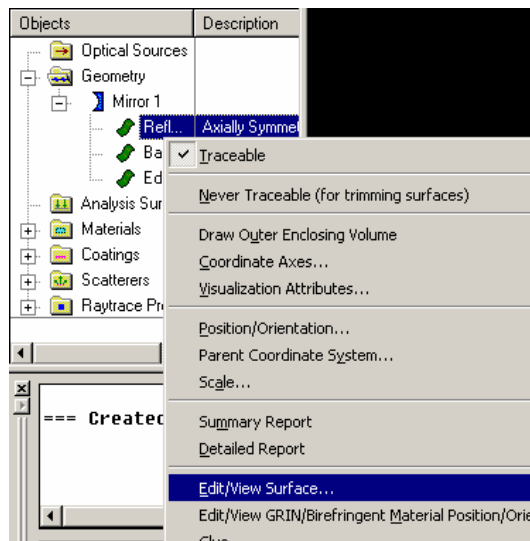 Objects Description
Optical Sources
Geometry
Mirror 1
Refl... Axially Symme
Ba
Ed
Analysis Sur
Materials
Coatings
Scatterers
Raytrace Pr
Traceable
Never Traceable (for trimming surfaces)
Draw Outer Enclosing Volume
Coordinate Axes...
Visualization Attributes...
Position/Orientation...
Parent Coordinate System...
Scale...
Summary Report
Detailed Report
Edit/View Surface...
Edit/View GRIN/Birefringent Material Position/Orie
=== Created